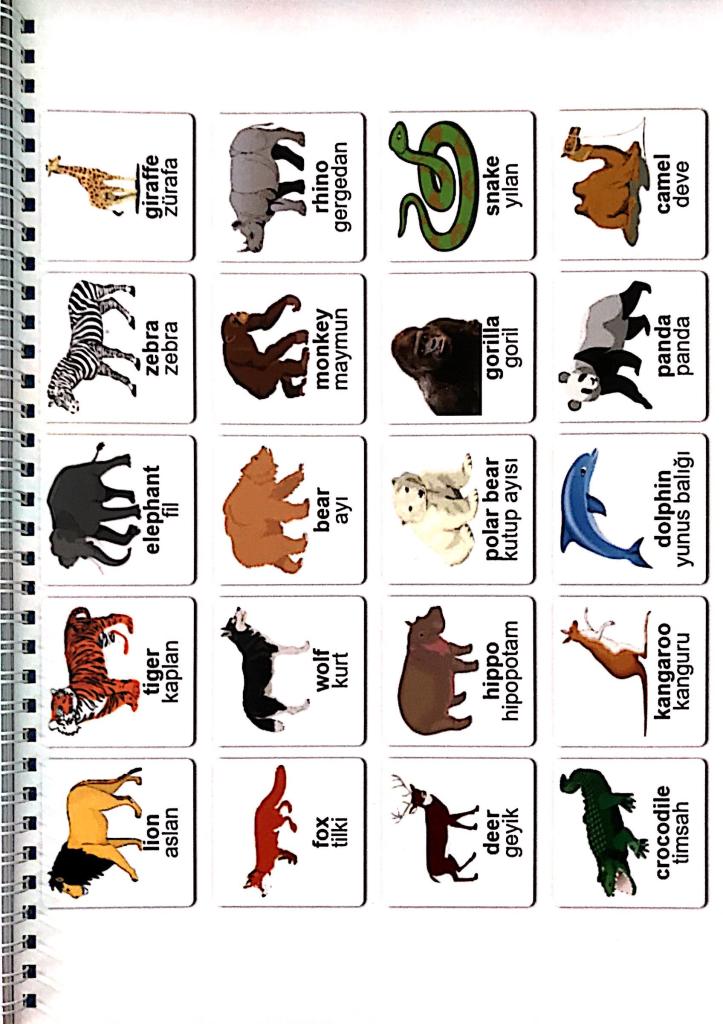 lion
aslan
tiger
kaplan
elephant
fil
zebra
zebra
giraffe
zürafa
fox
tilki
wolf
kurt
bear
ayı
monkey
maymun
rhino
gergedan
deer
geyik
hippo
hipopotam
polar bear
kutup ayısı
gorilla
goril
snake
yılan
crocodile
timsah
kangaroo
kanguru
dolphin
yunus balığı
panda
panda
camel
deve